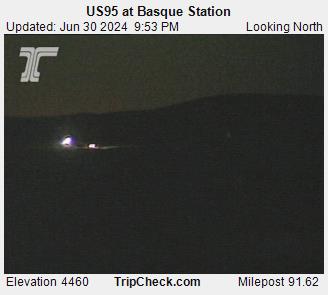 US95 at Basque Station
Updated: Jun 30 2024 9:53 PM Looking North
Elevation 4460 TripCheck.com Milepost 91.62